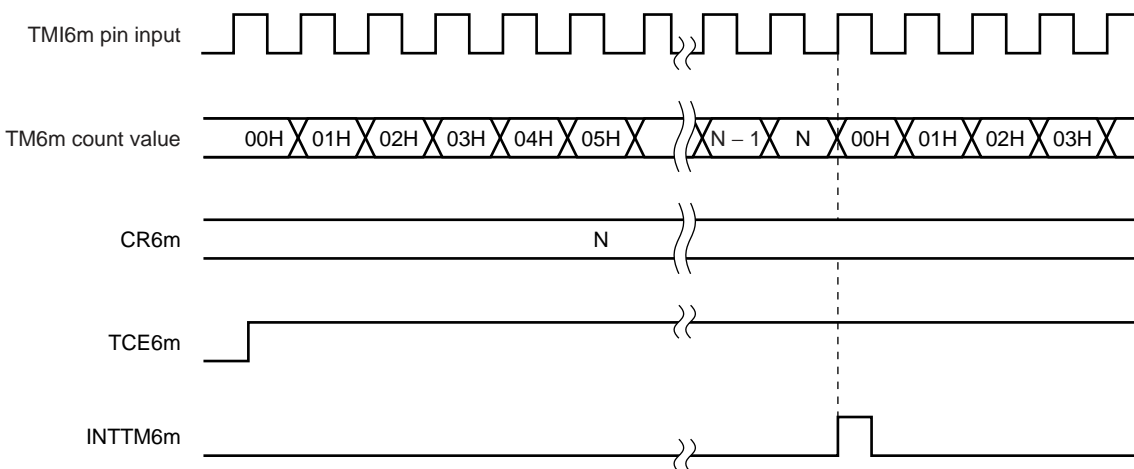 TMI6m pin input
TM6m count value 00H 01H 02H 03H 04H 05H N – 1 N 00H 01H 02H 03H
CR6m N
TCE6m
INTTM6m